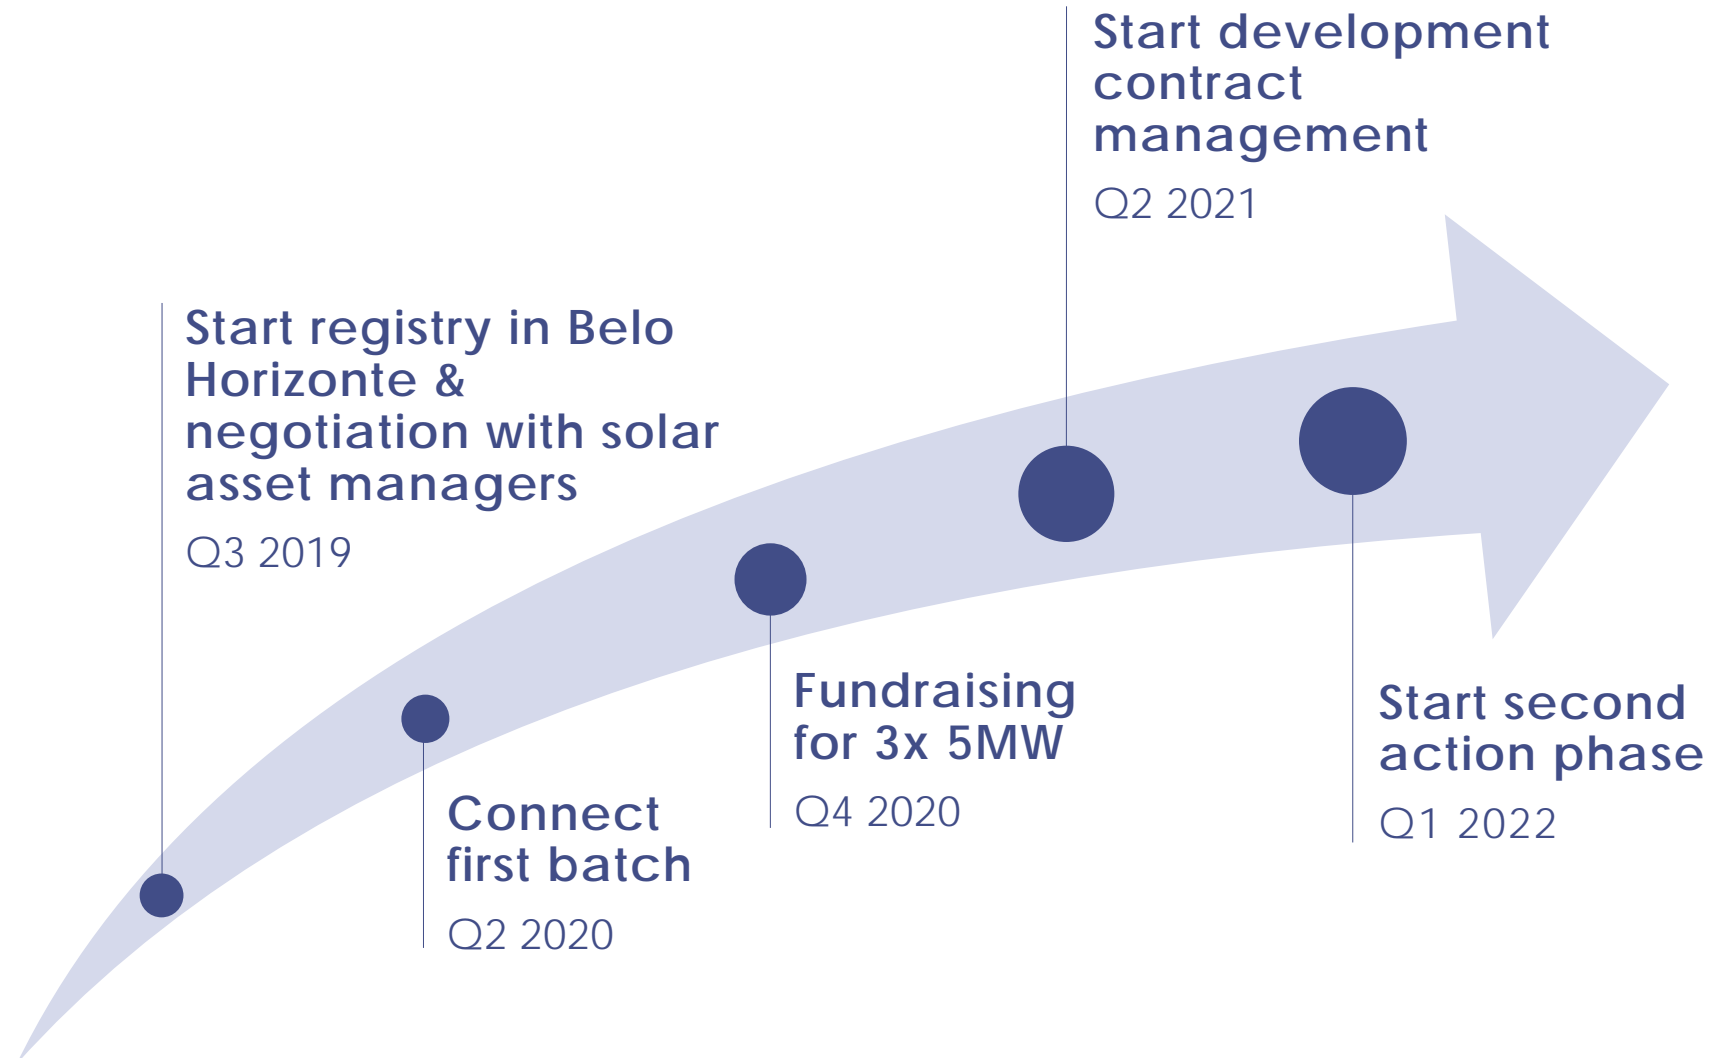 Start registry in Belo
Horizonte &
negotiation with solar
asset managers
Q3 2019
Connect
first batch
Q2 2020
Fundraising
for 3x 5MW
Q4 2020
Start development
contract
management
Q2 2021
Start second
action phase
Q1 2022